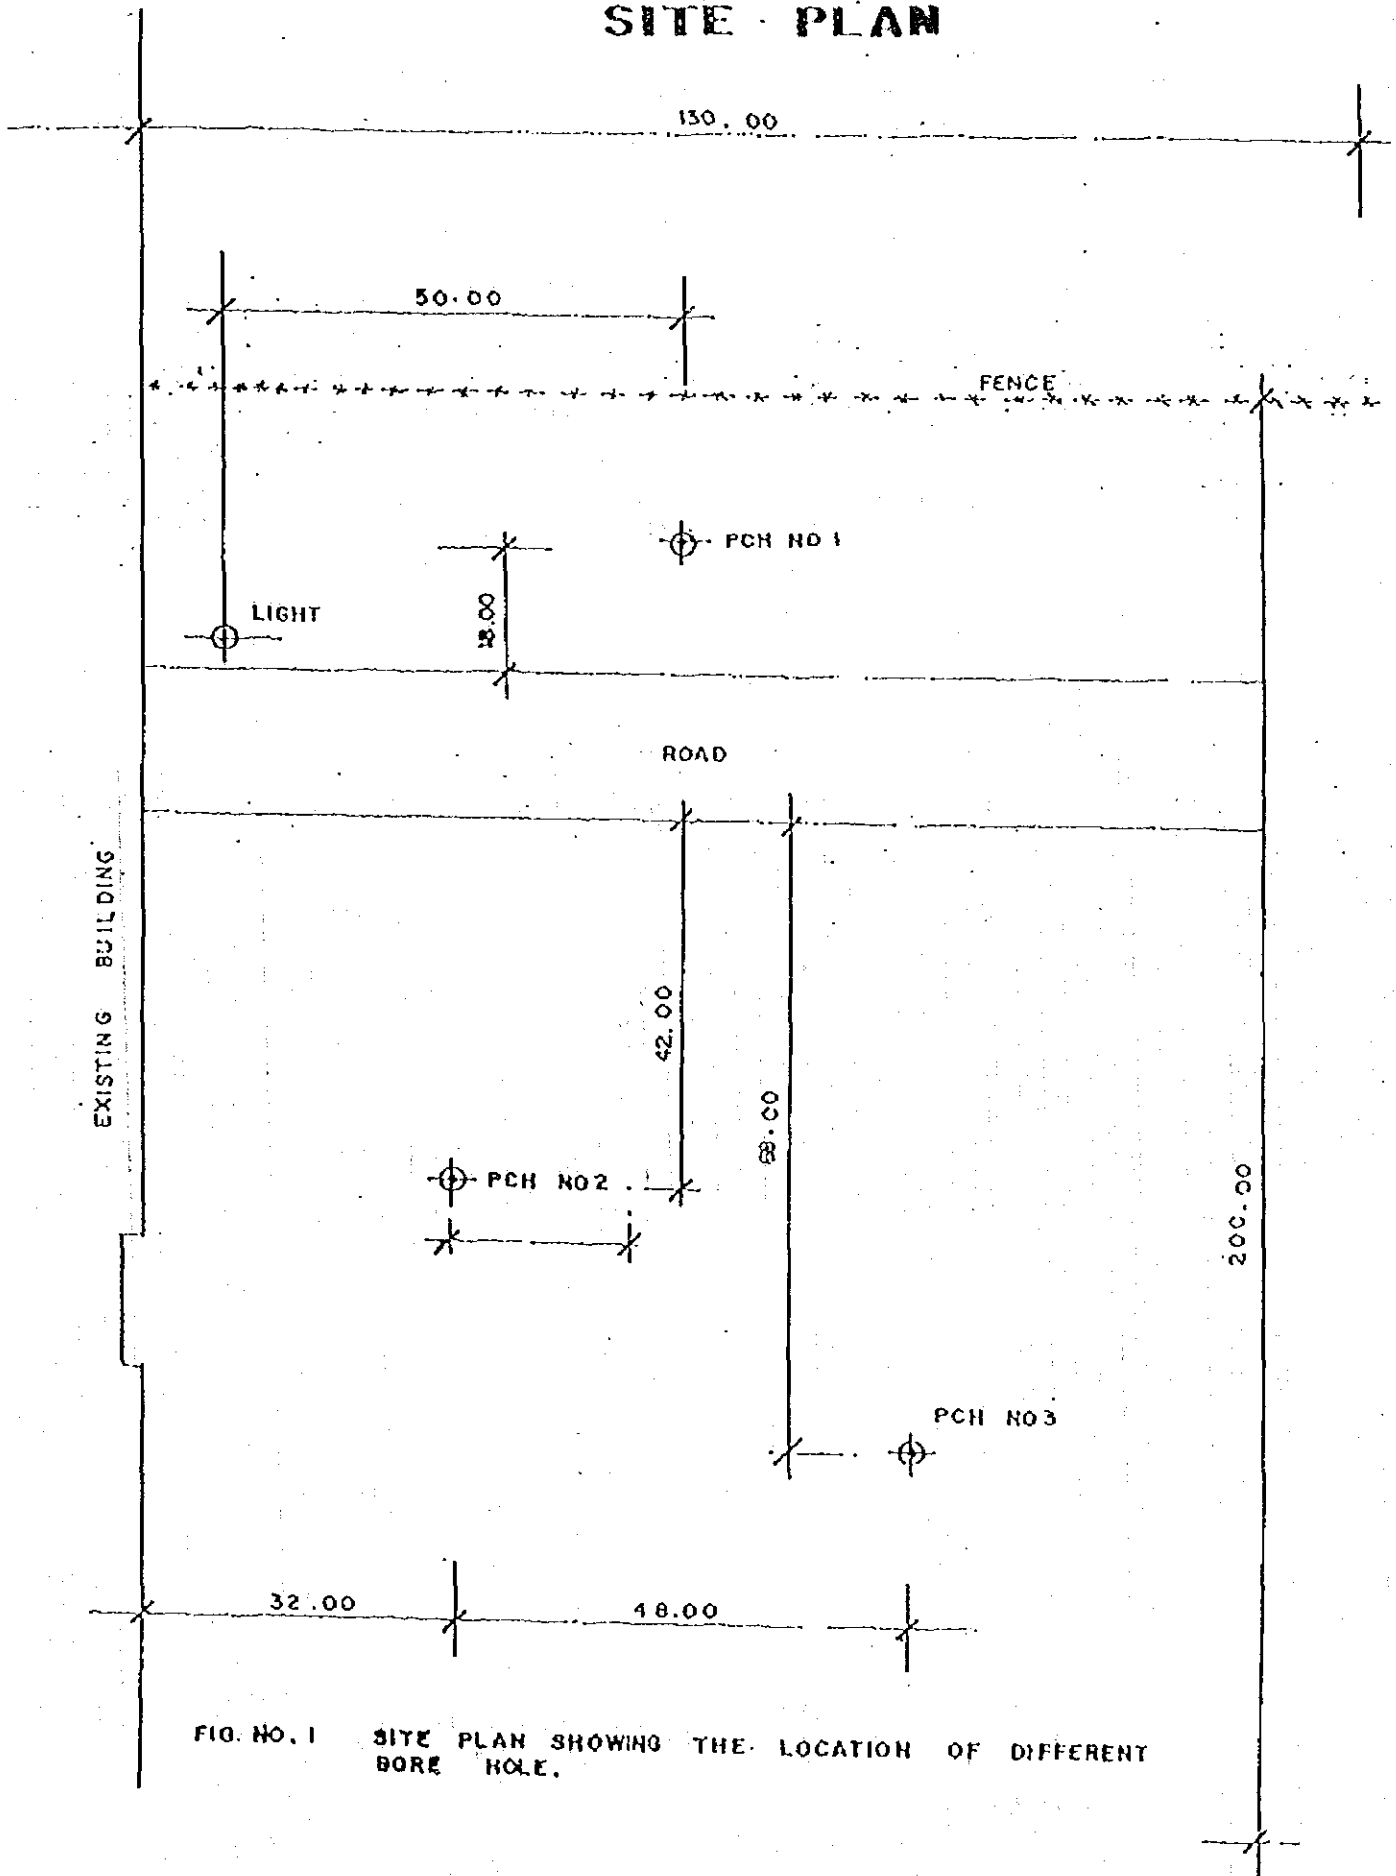 SITE PLAN
130.00
50.00
FENCE
PCH NO 1
18.00
LIGHT
ROAD
EXISTING BUILDING
42.00
PCH NO 2
200.00
PCH NO 3
32.00
48.00
FIG. NO. 1 SITE PLAN SHOWING THE LOCATION OF DIFFERENT
BORE HOLE.